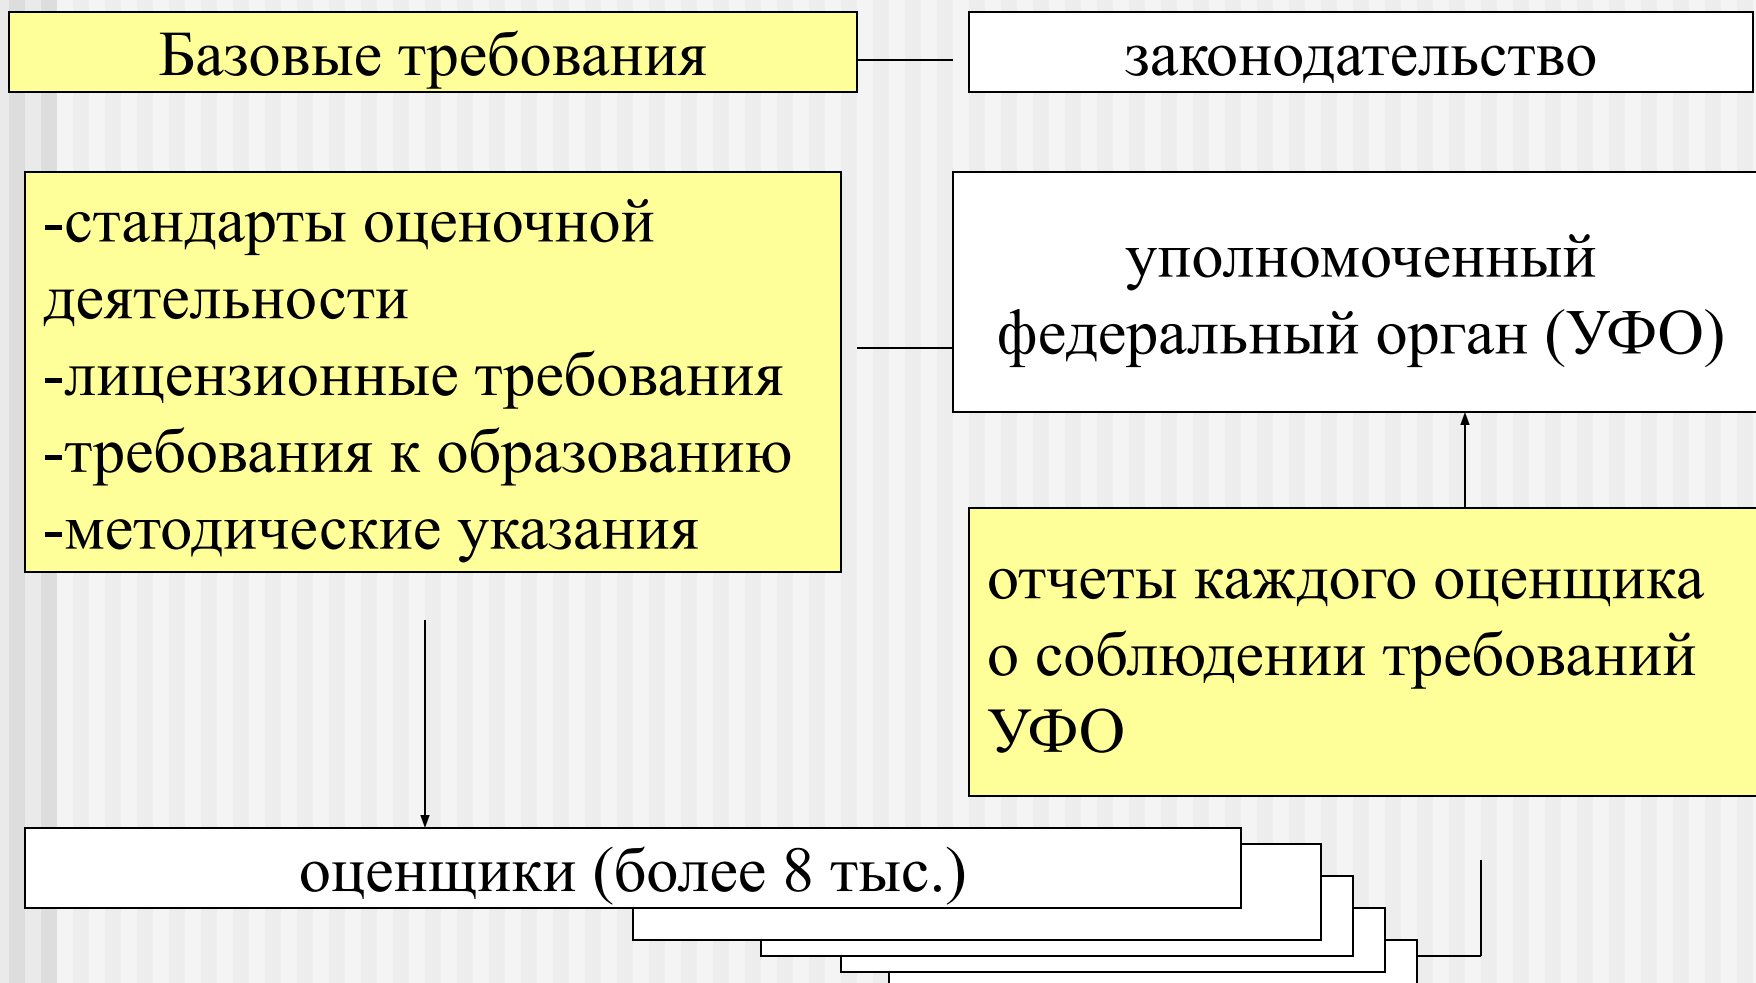 Базовые требования
законодательство
-стандарты оценочной
деятельности
-лицензионные требования
-требования к образованию
-методические указания
уполномоченный
федеральный орган (УФО)
отчеты каждого оценщика
о соблюдении требований
УФО
оценщики (более 8 тыс.)